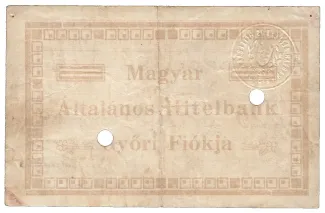 Magyar
Általános Hitelbank
Győri Fiókja